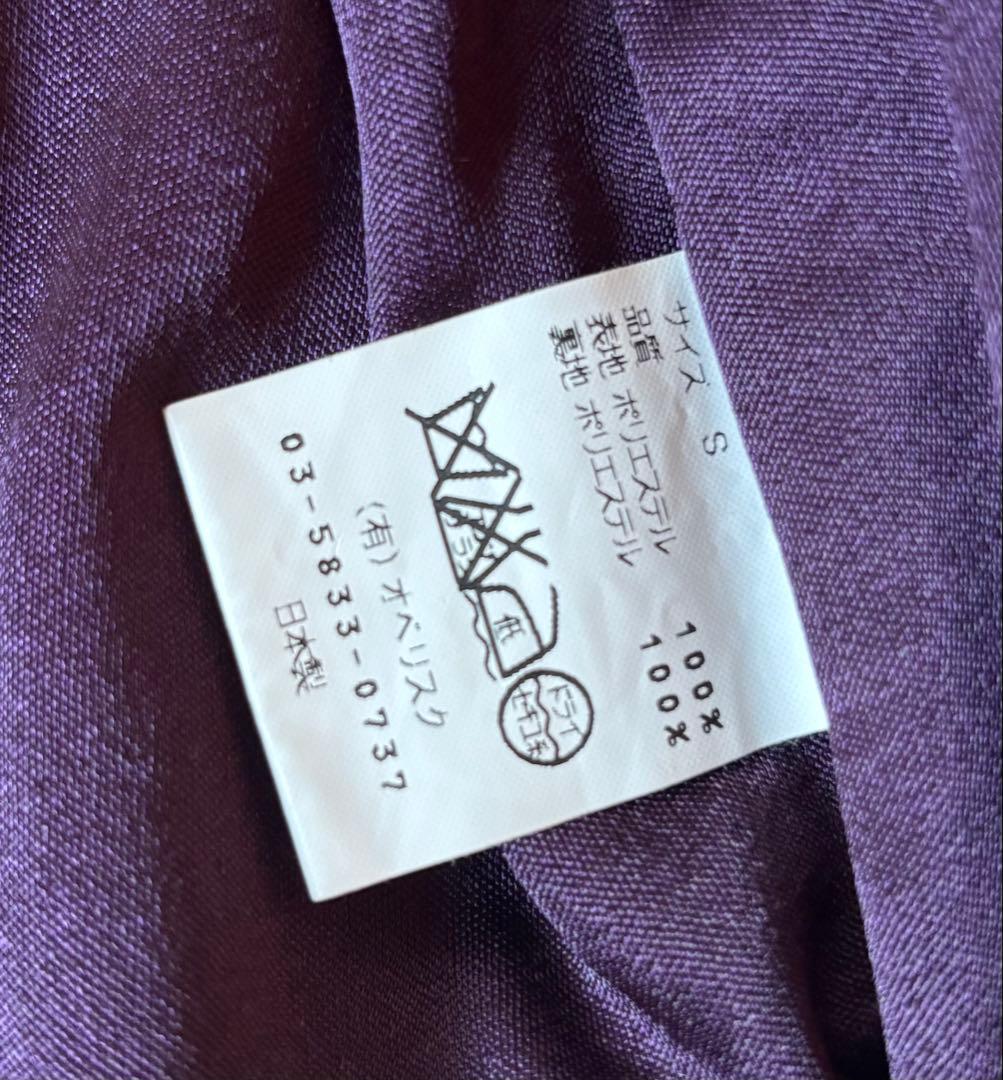 サイズ S
品質
表地 ポリエステル 100%
裏地 ポリエステル 100%
低
ドライ
セキユ系
(有) オベリスク
03-5833-0737
日本製